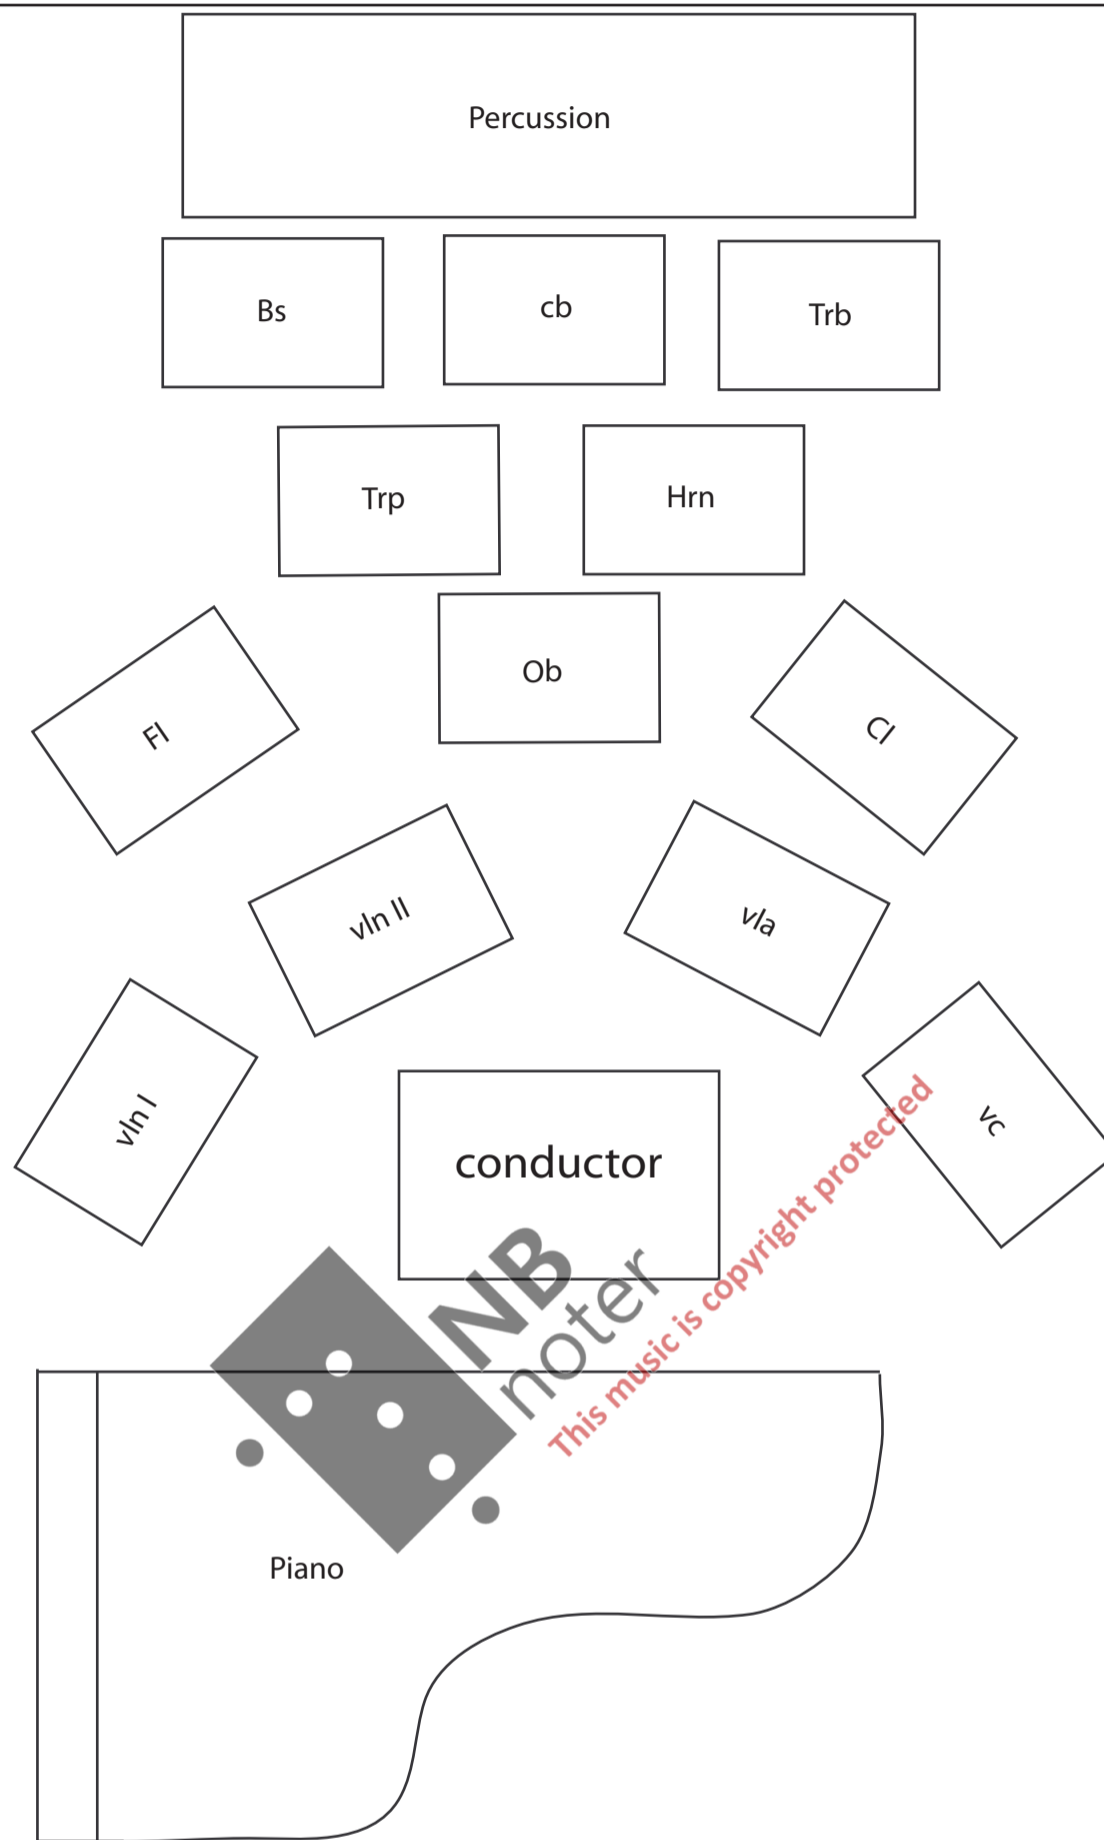 Percussion
Bs
cb
Trb
Trp
Hrn
Ob
Fl
Cl
vln II
vla
vln I
conductor
vc
NB
noter
This music is copyright protected
Piano